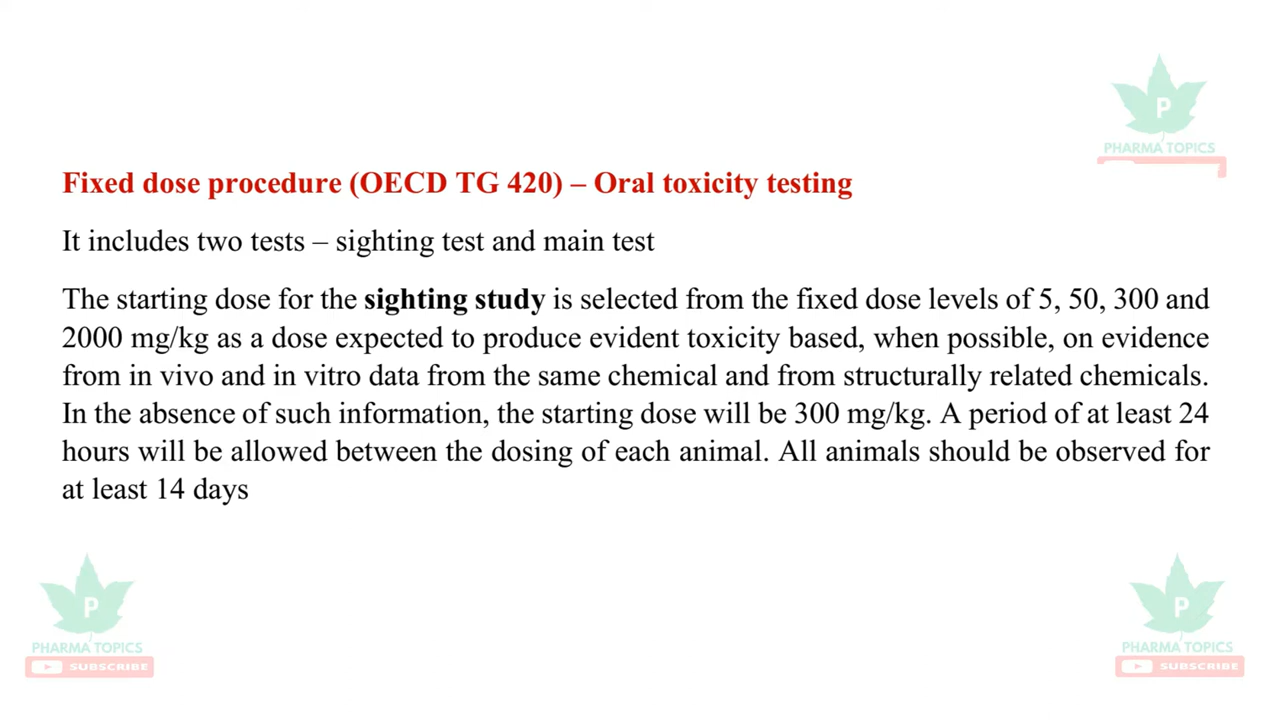 P
PHARMA TOPICS
Fixed dose procedure (OECD TG 420) – Oral toxicity testing
It includes two tests – sighting test and main test
The starting dose for the sighting study is selected from the fixed dose levels of 5, 50, 300 and
2000 mg/kg as a dose expected to produce evident toxicity based, when possible, on evidence
from in vivo and in vitro data from the same chemical and from structurally related chemicals.
In the absence of such information, the starting dose will be 300 mg/kg. A period of at least 24
hours will be allowed between the dosing of each animal. All animals should be observed for
at least 14 days
P
PHARMA TOPICS
SUBSCRIBE
P
PHARMA TOPICS
SUBSCRIBE